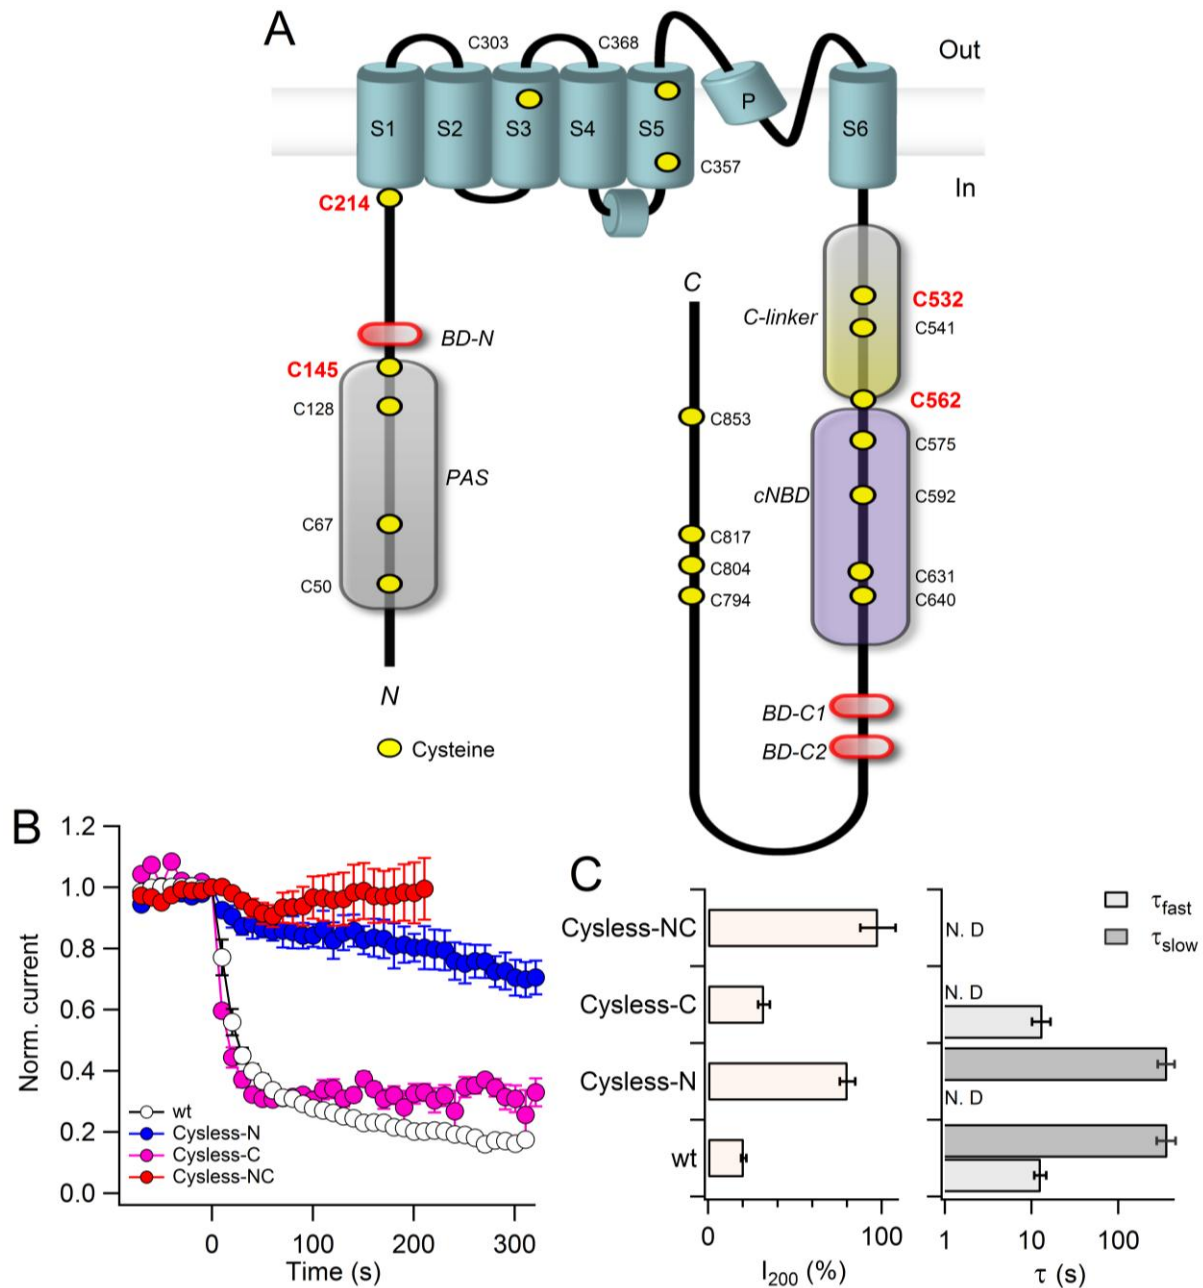 A
C303
C368
Out
S1
S2
S3
S4
S5
P
S6
C357
In
C214
C
C532
C-linker
C541
BD-N
C145
C562
C128
C853
C575
PAS
cNBD
C592
C67
C817
C804
C631
C50
C794
C640
N
BD-C1
Cysteine
BD-C2
B
1.2
1.0
0.8
0.6
0.4
0.2
0.0
Norm. current
wt
Cysless-N
Cysless-C
Cysless-NC
0
100
200
300
Time (s)
C
Cysless-NC
Cysless-C
Cysless-N
wt
0
100
I200 (%)
N. D
N. D
N. D
τfast
τslow
1
10
100
τ (s)